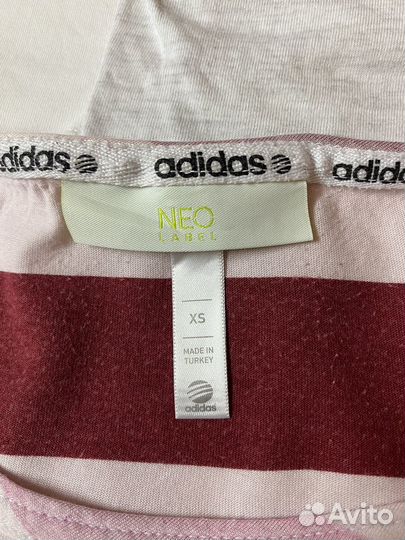 adidas adidas adidas
NEO
LABEL
XS
MADE IN
TURKEY
adidas
Avito